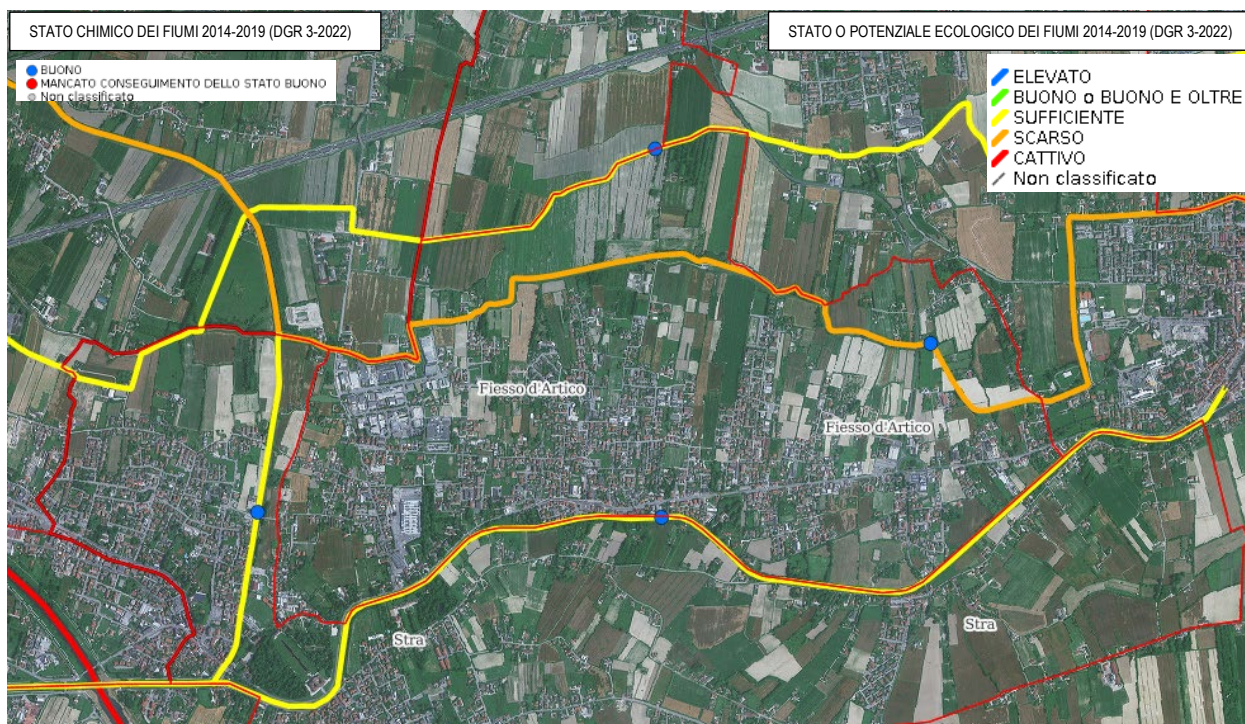 STATO CHIMICO DEI FIUMI 2014-2019 (DGR 3-2022)
BUONO
MANCATO CONSEGUIMENTO DELLO STATO BUONO
Non classificato
STATO O POTENZIALE ECOLOGICO DEI FIUMI 2014-2019 (DGR 3-2022)
ELEVATO
BUONO o BUONO E OLTRE
SUFFICIENTE
SCARSO
CATTIVO
Non classificato
Fiesso d'Artico
Fiesso d'Artico
Stra
Stra